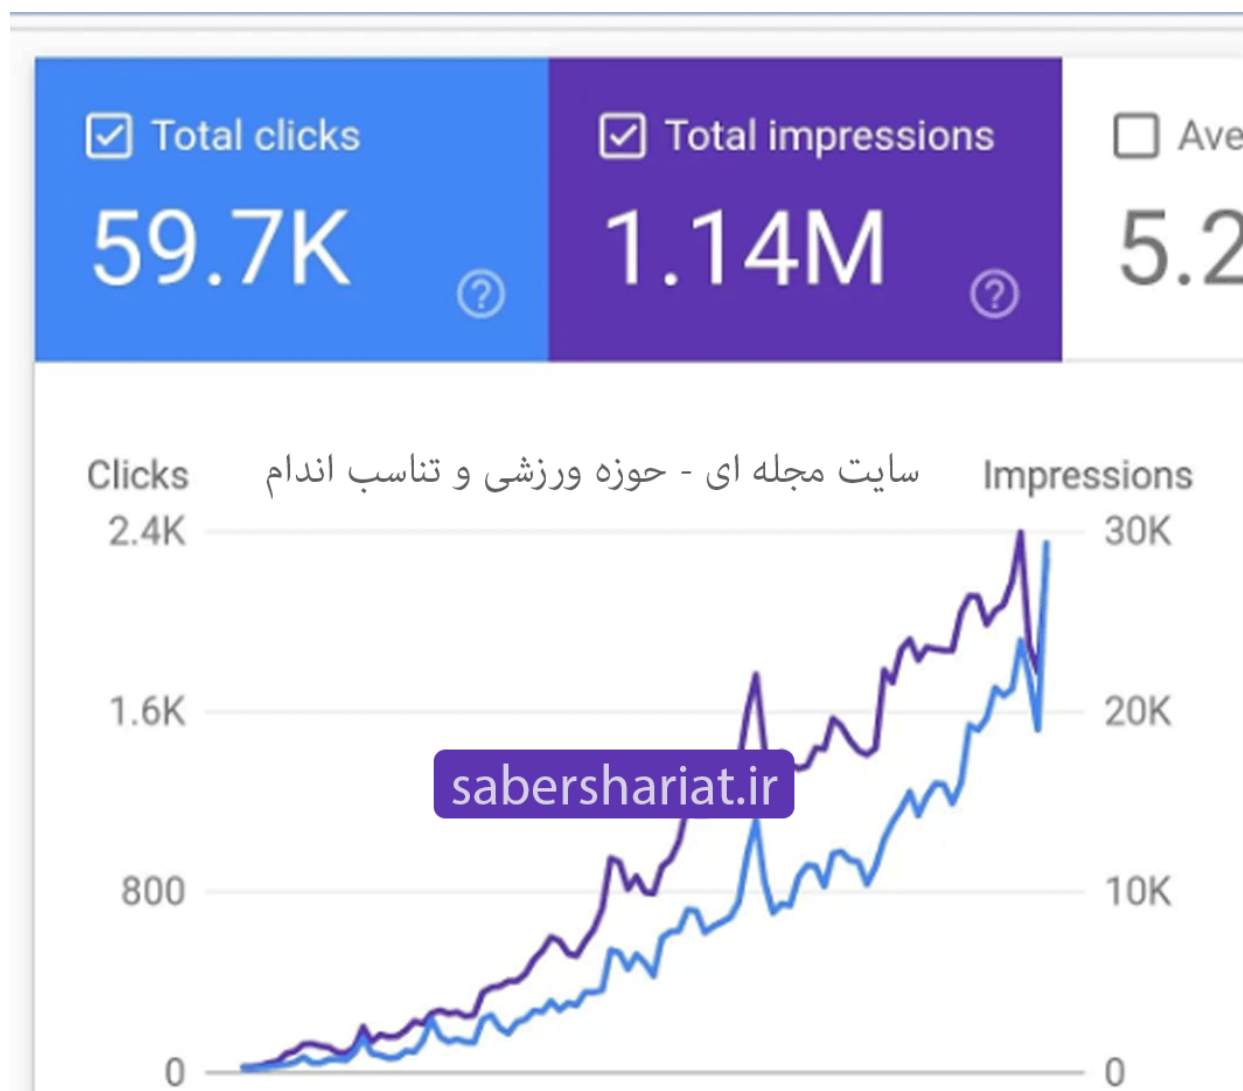 Total clicks
59.7K
Total impressions
1.14M
Ave
5.2
Clicks
سایت مجله ای - حوزه ورزشی و تناسب اندام
Impressions
2.4K
30K
1.6K
20K
sabershariat.ir
800
10K
0
0